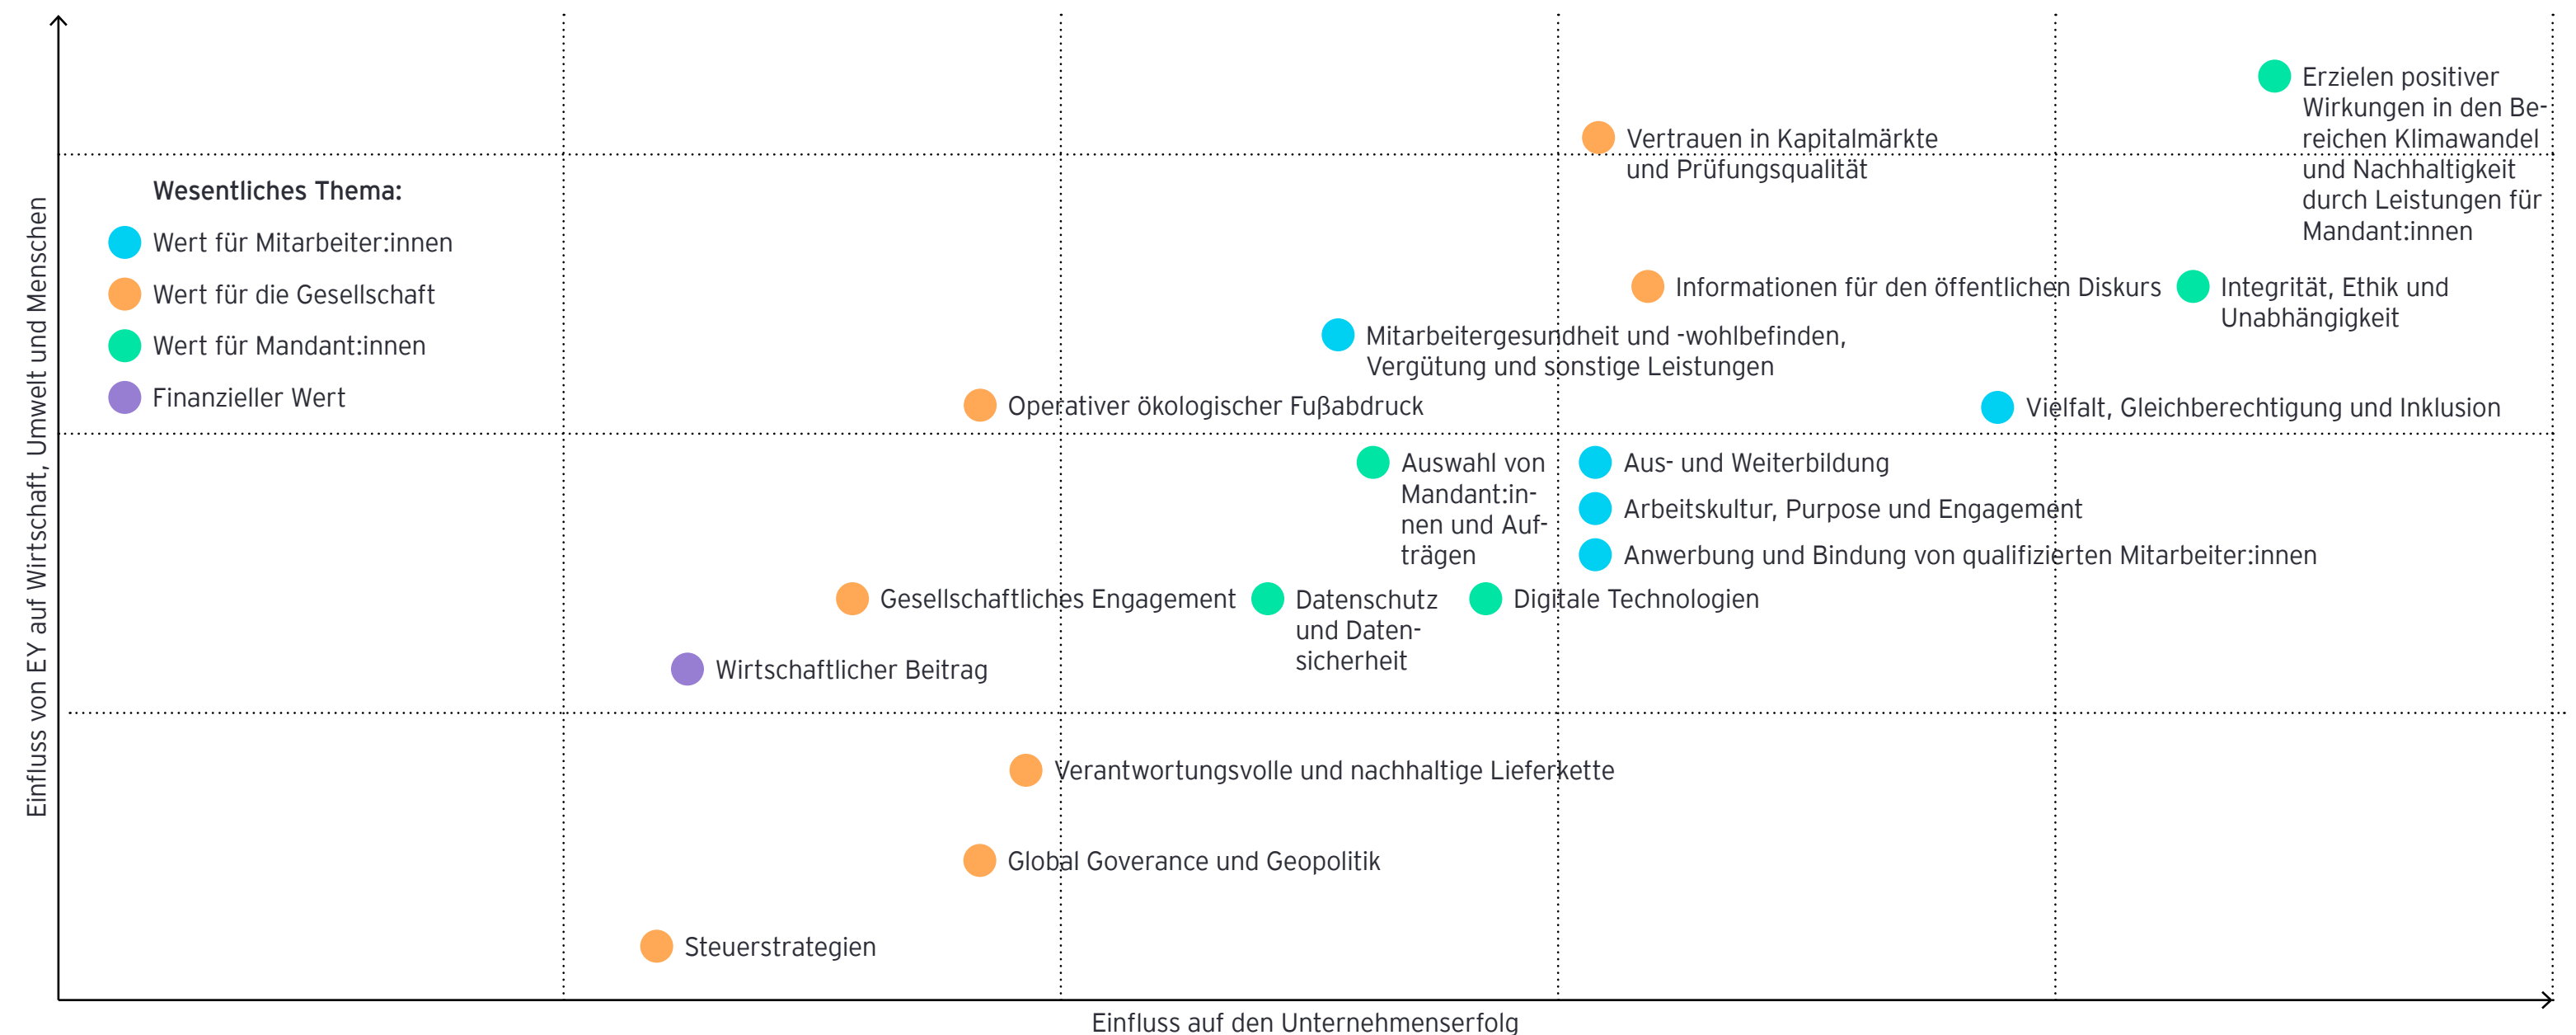 Einfluss von EY auf Wirtschaft, Umwelt und Menschen
Wesentliches Thema:
Wert für Mitarbeiter:innen
Wert für die Gesellschaft
Wert für Mandant:innen
Finanzieller Wert
Erzielen positiver
Wirkungen in den Be-
reichen Klimawandel
und Nachhaltigkeit
durch Leistungen für
Mandant:innen
Vertrauen in Kapitalmärkte
und Prüfungsqualität
Informationen für den öffentlichen Diskurs
Integrität, Ethik und
Unabhängigkeit
Mitarbeitergesundheit und -wohlbefinden,
Vergütung und sonstige Leistungen
Operativer ökologischer Fußabdruck
Vielfalt, Gleichberechtigung und Inklusion
Auswahl von
Mandant:in-
nen und Auf-
trägen
Aus- und Weiterbildung
Arbeitskultur, Purpose und Engagement
Anwerbung und Bindung von qualifizierten Mitarbeiter:innen
Gesellschaftliches Engagement
Datenschutz
und Daten-
sicherheit
Digitale Technologien
Wirtschaftlicher Beitrag
Verantwortungsvolle und nachhaltige Lieferkette
Global Goverance und Geopolitik
Steuerstrategien
Einfluss auf den Unternehmenserfolg